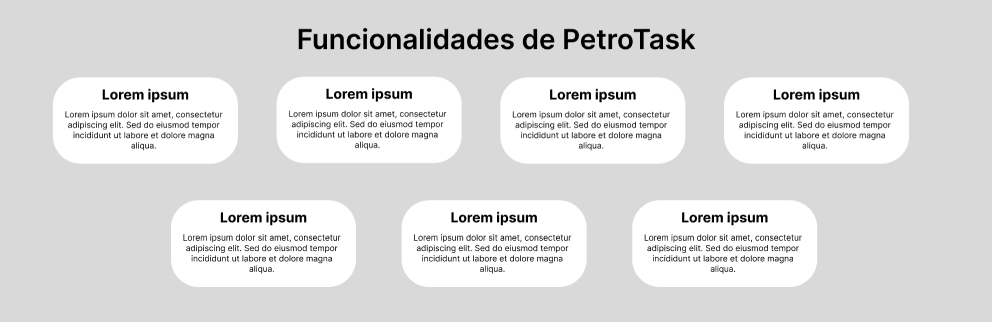 Funcionalidades de PetroTask
Lorem ipsum
Lorem ipsum dolor sit amet, consectetur
adipiscing elit. Sed do eiusmod tempor
incididunt ut labore et dolore magna
aliqua.
Lorem ipsum
Lorem ipsum dolor sit amet, consectetur
adipiscing elit. Sed do eiusmod tempor
incididunt ut labore et dolore magna
aliqua.
Lorem ipsum
Lorem ipsum dolor sit amet, consectetur
adipiscing elit. Sed do eiusmod tempor
incididunt ut labore et dolore magna
aliqua.
Lorem ipsum
Lorem ipsum dolor sit amet, consectetur
adipiscing elit. Sed do eiusmod tempor
incididunt ut labore et dolore magna
aliqua.
Lorem ipsum
Lorem ipsum dolor sit amet, consectetur
adipiscing elit. Sed do eiusmod tempor
incididunt ut labore et dolore magna
aliqua.
Lorem ipsum
Lorem ipsum dolor sit amet, consectetur
adipiscing elit. Sed do eiusmod tempor
incididunt ut labore et dolore magna
aliqua.
Lorem ipsum
Lorem ipsum dolor sit amet, consectetur
adipiscing elit. Sed do eiusmod tempor
incididunt ut labore et dolore magna
aliqua.